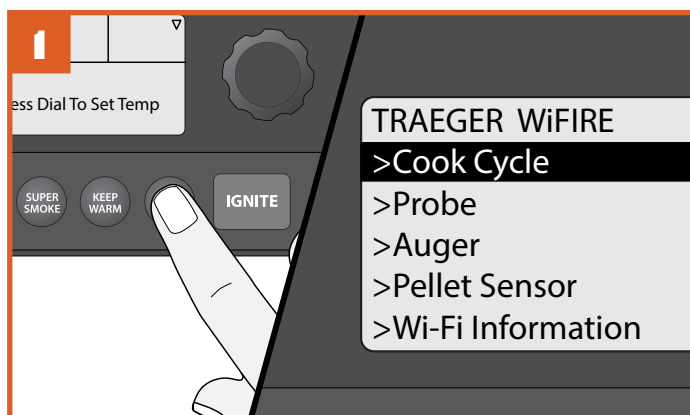 1
ess Dial To Set Temp
SUPER
SMOKE
KEEP
WARM
IGNITE
TRAEGER WiFIRE
>Cook Cycle
>Probe
>Auger
>Pellet Sensor
>Wi-Fi Information